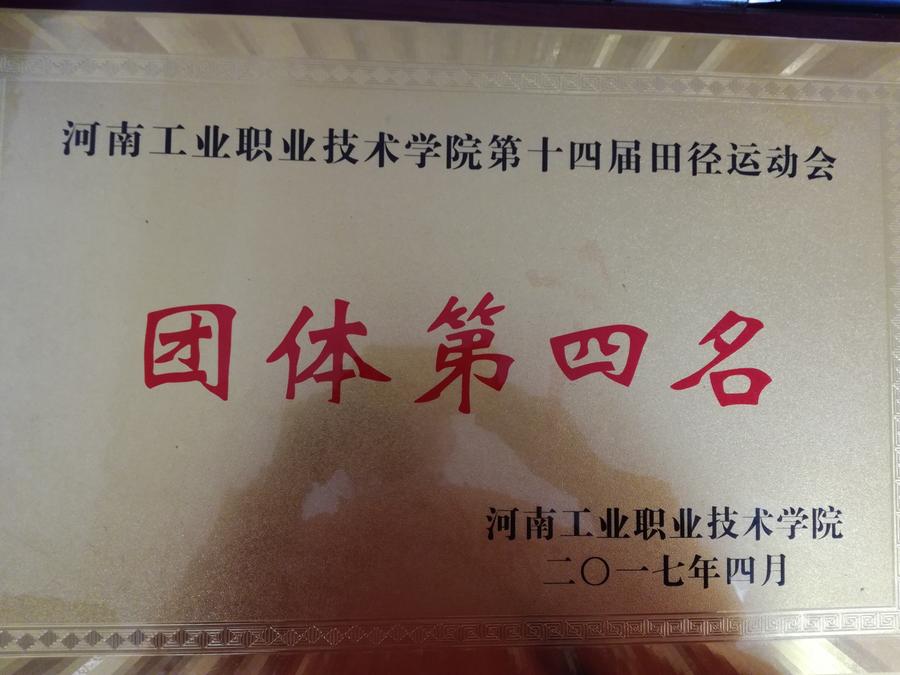 河南工业职业技术学院第十四届田径运动会
团体第四名
河南工业职业技术学院
二〇一七年四月